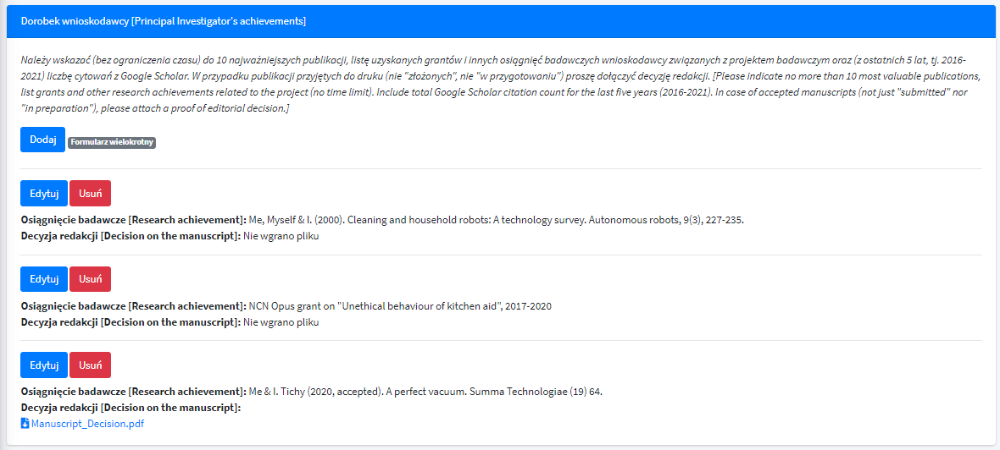 Dorobek wnioskodawcy [Principal Investigator's achievements]
Należy wskazać (bez ograniczenia czasu) do 10 najważniejszych publikacji, listę uzyskanych grantów i innych osiągnięć badawczych wnioskodawcy związanych z projektem badawczym oraz (z ostatnich 5 lat, tj. 2016-
2021) liczbę cytowań z Google Scholar. W przypadku publikacji przyjętych do druku (nie "złożonych", nie "w przygotowaniu") proszę dołączyć decyzję redakcji. [Please indicate no more than 10 most valuable publications,
list grants and other research achievements related to the project (no time limit). Include total Google Scholar citation count for the last five years (2016-2021). In case of accepted manuscripts (not just "submitted" nor
"in preparation"), please attach a proof of editorial decision.]
Dodaj Formularz wielokrotny
Edytuj Usuń
Osiągnięcie badawcze [Research achievement]: Me, Myself & I. (2000). Cleaning and household robots: A technology survey. Autonomous robots, 9(3), 227-235.
Decyzja redakcji [Decision on the manuscript]: Nie wgrano pliku
Edytuj Usuń
Osiągnięcie badawcze [Research achievement]: NCN Opus grant on "Unethical behaviour of kitchen aid", 2017-2020
Decyzja redakcji [Decision on the manuscript]: Nie wgrano pliku
Edytuj Usuń
Osiągnięcie badawcze [Research achievement]: Me & I. Tichy (2020, accepted). A perfect vacuum. Summa Technologiae (19) 64.
Decyzja redakcji [Decision on the manuscript]:
Manuscript_Decision.pdf